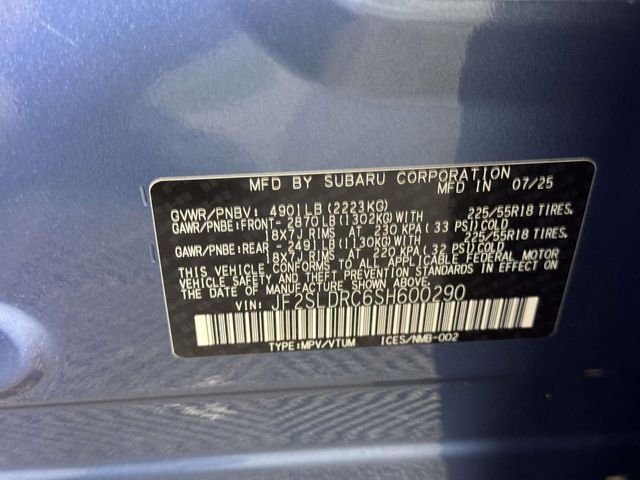 MFD BY SUBARU CORPORATION
MFD IN 07/25
GVWR/PNBV: 4901LB (2223KG)
GAWR/PNBE:FRONT- 2870LB(1302KG)WITH 225/55R18 TIRES,
18X7J RIMS AT 230 KPA ( 33 PSI)COLD
GAWR/PNBE:REAR - 2491LB(1130KG)WITH 225/55R18 TIRES,
18X7J RIMS AT 220 KPA ( 32 PSI)COLD
THIS VEHICLE CONFORMS TO ALL APPLICABLE FEDERAL MOTOR
VEHICLE SAFETY AND THEFT PREVENTION STANDARDS IN EFFECT ON
THE DATE OF MANUFACTURE SHOWN ABOVE.
VIN: JF2SLDRC6SH600290
TYPE:MPV/VTUM ICES/NMB-002